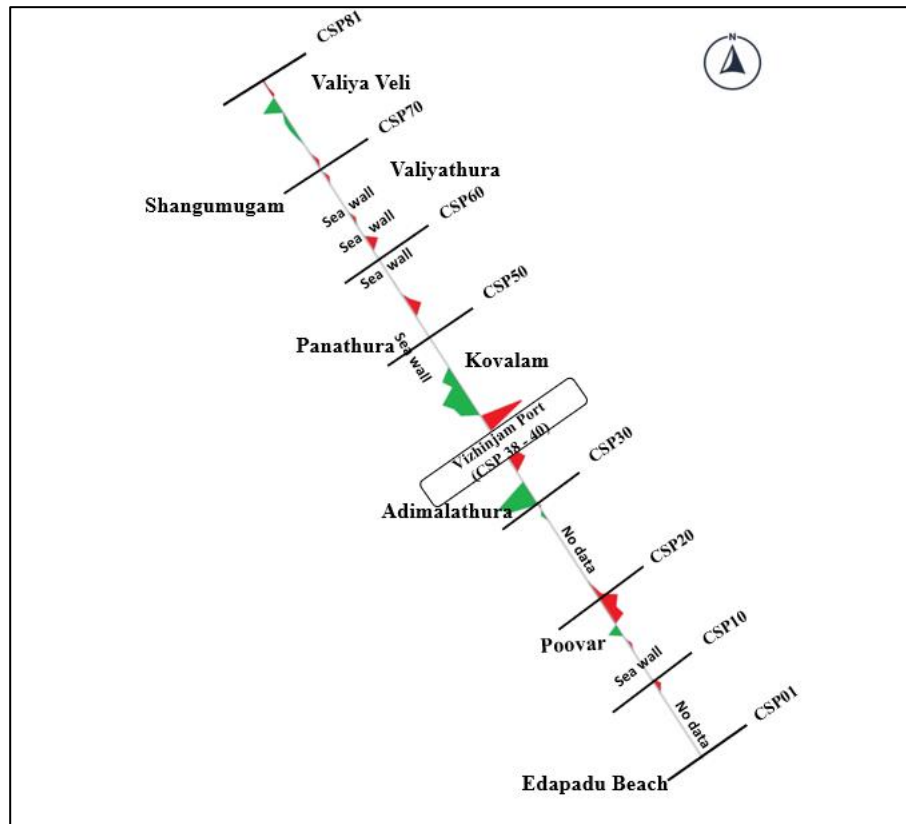 N
CSP81
Valiya Veli
CSP70
Valiyathura
Shangumugam
Sea wall
CSP60
Sea wall
Sea wall
CSP50
Panathura
Sea wall
Kovalam
Vizhinjam Port
(CSP 38 - 40)
CSP30
Adimalathura
No data
CSP20
Poovar
CSP10
Sea wall
No data
CSP01
Edapadu Beach